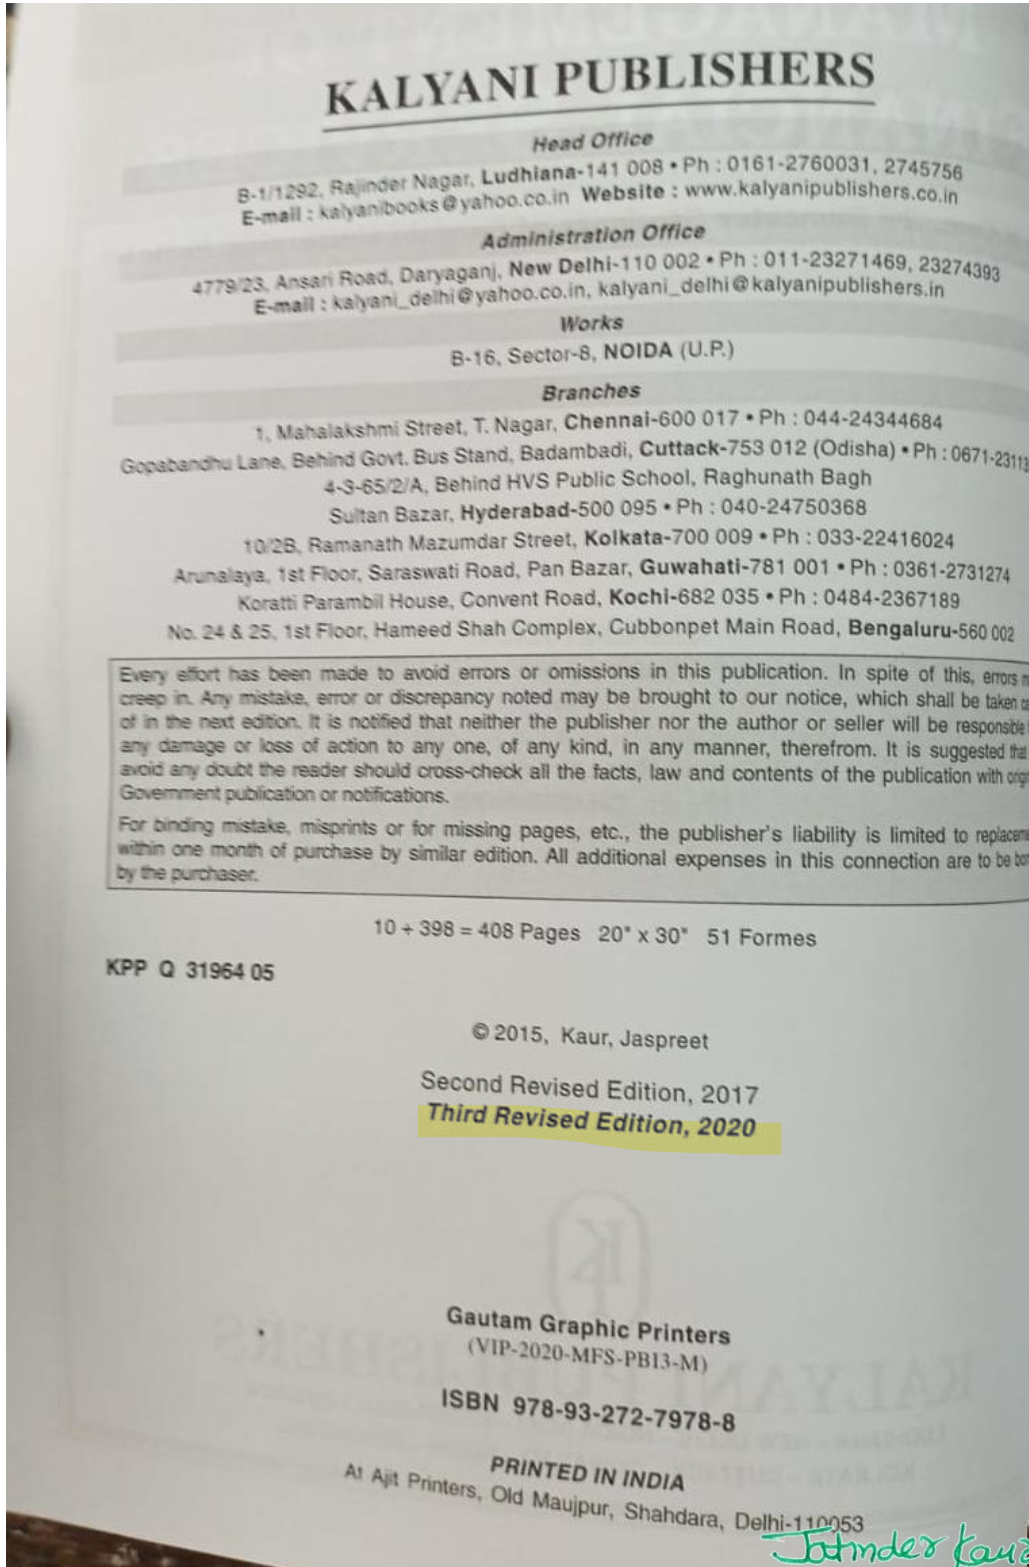 KALYANI PUBLISHERS
Head Office
B-1/1292, Rajinder Nagar, Ludhiana-141 008 • Ph : 0161-2760031, 2745756
E-mail : kalyanibooks@yahoo.co.in Website : www.kalyanipublishers.co.in
Administration Office
4779/23, Ansari Road, Daryaganj, New Delhi-110 002 • Ph : 011-23271469, 23274393
E-mail : kalyani_delhi@yahoo.co.in, kalyani_delhi@kalyanipublishers.in
Works
B-16, Sector-8, NOIDA (U.P.)
Branches
1, Mahalakshmi Street, T. Nagar, Chennai-600 017 • Ph : 044-24344684
Gopabandhu Lane, Behind Govt. Bus Stand, Badambadi, Cuttack-753 012 (Odisha) • Ph : 0671-23113
4-3-65/2/A, Behind HVS Public School, Raghunath Bagh
Sultan Bazar, Hyderabad-500 095 • Ph : 040-24750368
10/2B, Ramanath Mazumdar Street, Kolkata-700 009 • Ph : 033-22416024
Arunalaya, 1st Floor, Saraswati Road, Pan Bazar, Guwahati-781 001 • Ph : 0361-2731274
Koratti Parambil House, Convent Road, Kochi-682 035 • Ph : 0484-2367189
No. 24 & 25, 1st Floor, Hameed Shah Complex, Cubbonpet Main Road, Bengaluru-560 002
Every effort has been made to avoid errors or omissions in this publication. In spite of this, errors
creep in. Any mistake, error or discrepancy noted may be brought to our notice, which shall be taken
of in the next edition. It is notified that neither the publisher nor the author or seller will be responsible
any damage or loss of action to any one, of any kind, in any manner, therefrom. It is suggested that
avoid any doubt the reader should cross-check all the facts, law and contents of the publication with
Government publication or notifications.
For binding mistake, misprints or for missing pages, etc., the publisher's liability is limited to
within one month of purchase by similar edition. All additional expenses in this connection are to be
by the purchaser.
10 + 398 = 408 Pages 20" x 30" 51 Formes
KPP Q 31964 05
© 2015, Kaur, Jaspreet
Second Revised Edition, 2017
Third Revised Edition, 2020
Gautam Graphic Printers
(VIP-2020-MFS-PB13-M)
ISBN 978-93-272-7978-8
PRINTED IN INDIA
At Ajit Printers, Old Maujpur, Shahdara, Delhi-110053
Jatinder Kaur